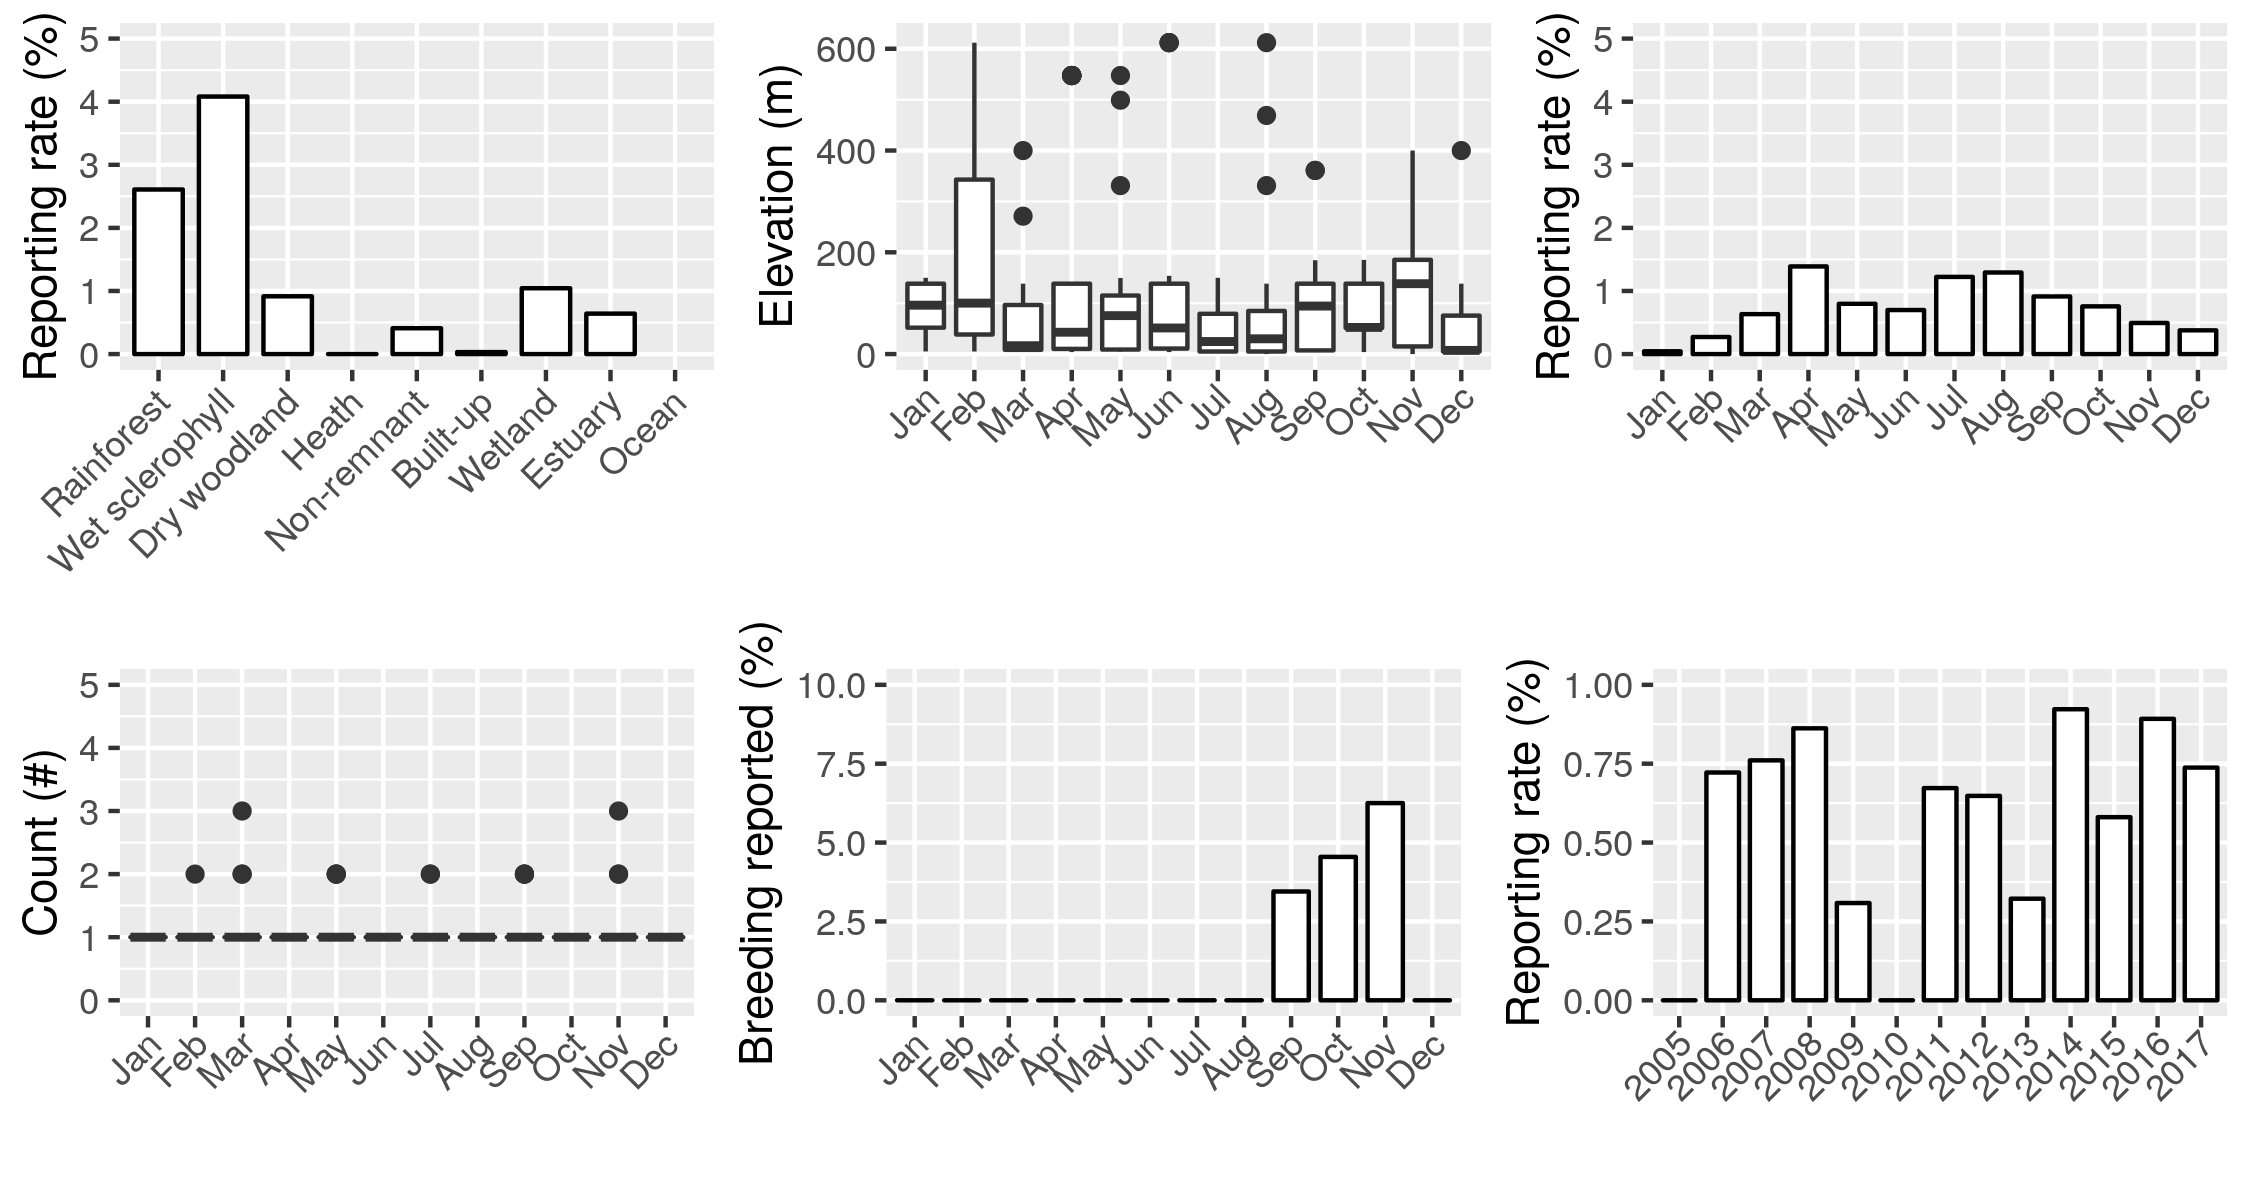 Reporting rate (%)
5
4
3
2
1
0
Rainforest
Wet sclerophyll
Dry woodland
Heath
Non-remnant
Built-up
Wetland
Estuary
Ocean
Elevation (m)
600
400
200
0
Jan
Feb
Mar
Apr
May
Jun
Jul
Aug
Sep
Oct
Nov
Dec
Reporting rate (%)
5
4
3
2
1
0
Jan
Feb
Mar
Apr
May
Jun
Jul
Aug
Sep
Oct
Nov
Dec
Count (#)
5
4
3
2
1
0
Jan
Feb
Mar
Apr
May
Jun
Jul
Aug
Sep
Oct
Nov
Dec
Breeding reported (%)
10.0
7.5
5.0
2.5
0.0
Jan
Feb
Mar
Apr
May
Jun
Jul
Aug
Sep
Oct
Nov
Dec
Reporting rate (%)
1.00
0.75
0.50
0.25
0.00
2005
2006
2007
2008
2009
2010
2011
2012
2013
2014
2015
2016
2017